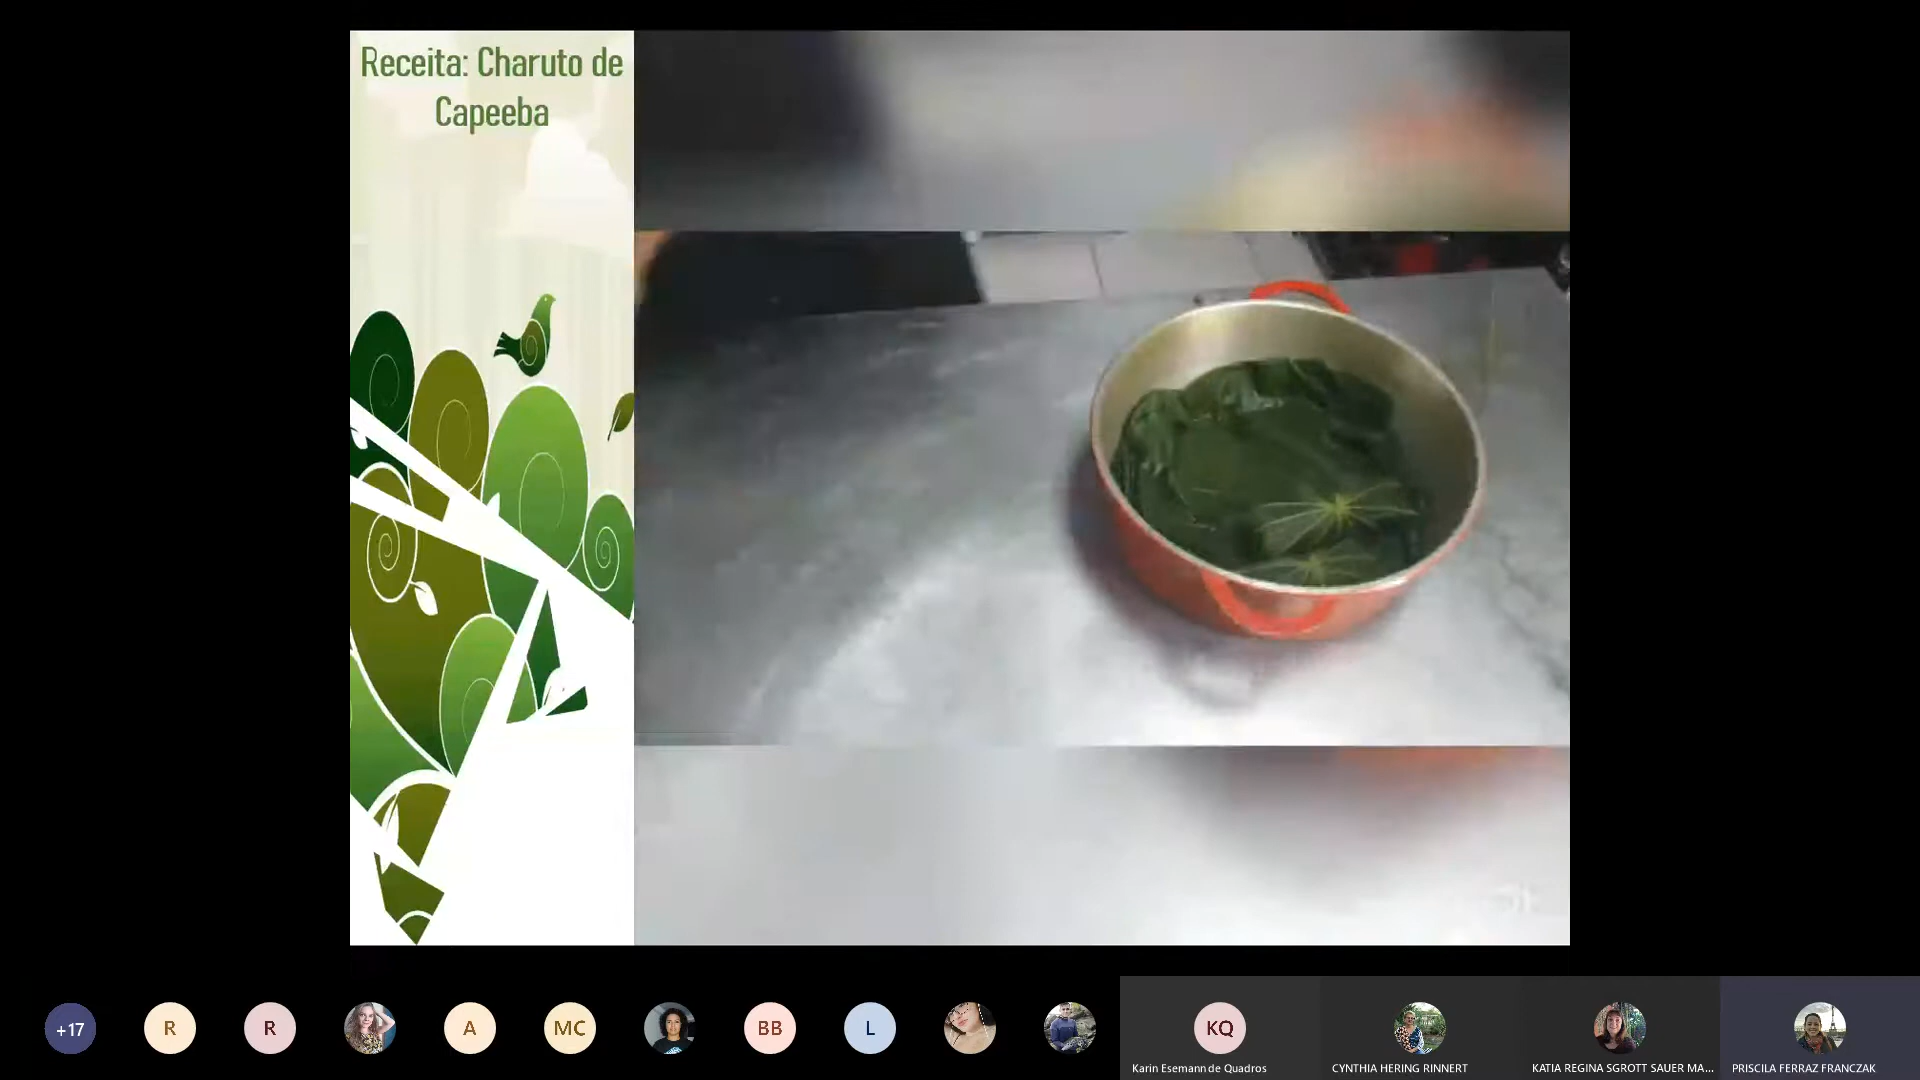 Receita: Charuto de
Capeeba
+17
R
R
A
MC
BB
L
KQ
Karin Esemann de Quadros
CYNTHIA HERING RINNERT
KATIA REGINA SGROTT SAUER MA...
PRISCILA FERRAZ FRANCZAK